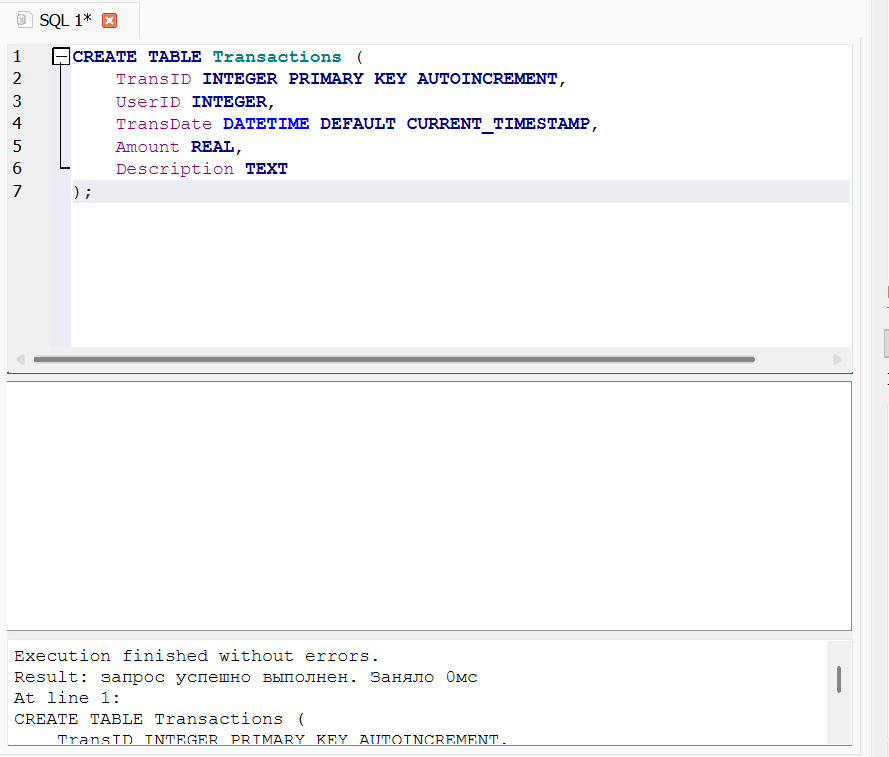 SQL 1*
1 CREATE TABLE Transactions (
2 TransID INTEGER PRIMARY KEY AUTOINCREMENT,
3 UserID INTEGER,
4 TransDate DATETIME DEFAULT CURRENT_TIMESTAMP,
5 Amount REAL,
6 Description TEXT
7 );
Execution finished without errors.
Result: запрос успешно выполнен. Заняло 0мс
At line 1:
CREATE TABLE Transactions (
TransID INTEGER PRIMARY KEY AUTOINCREMENT,